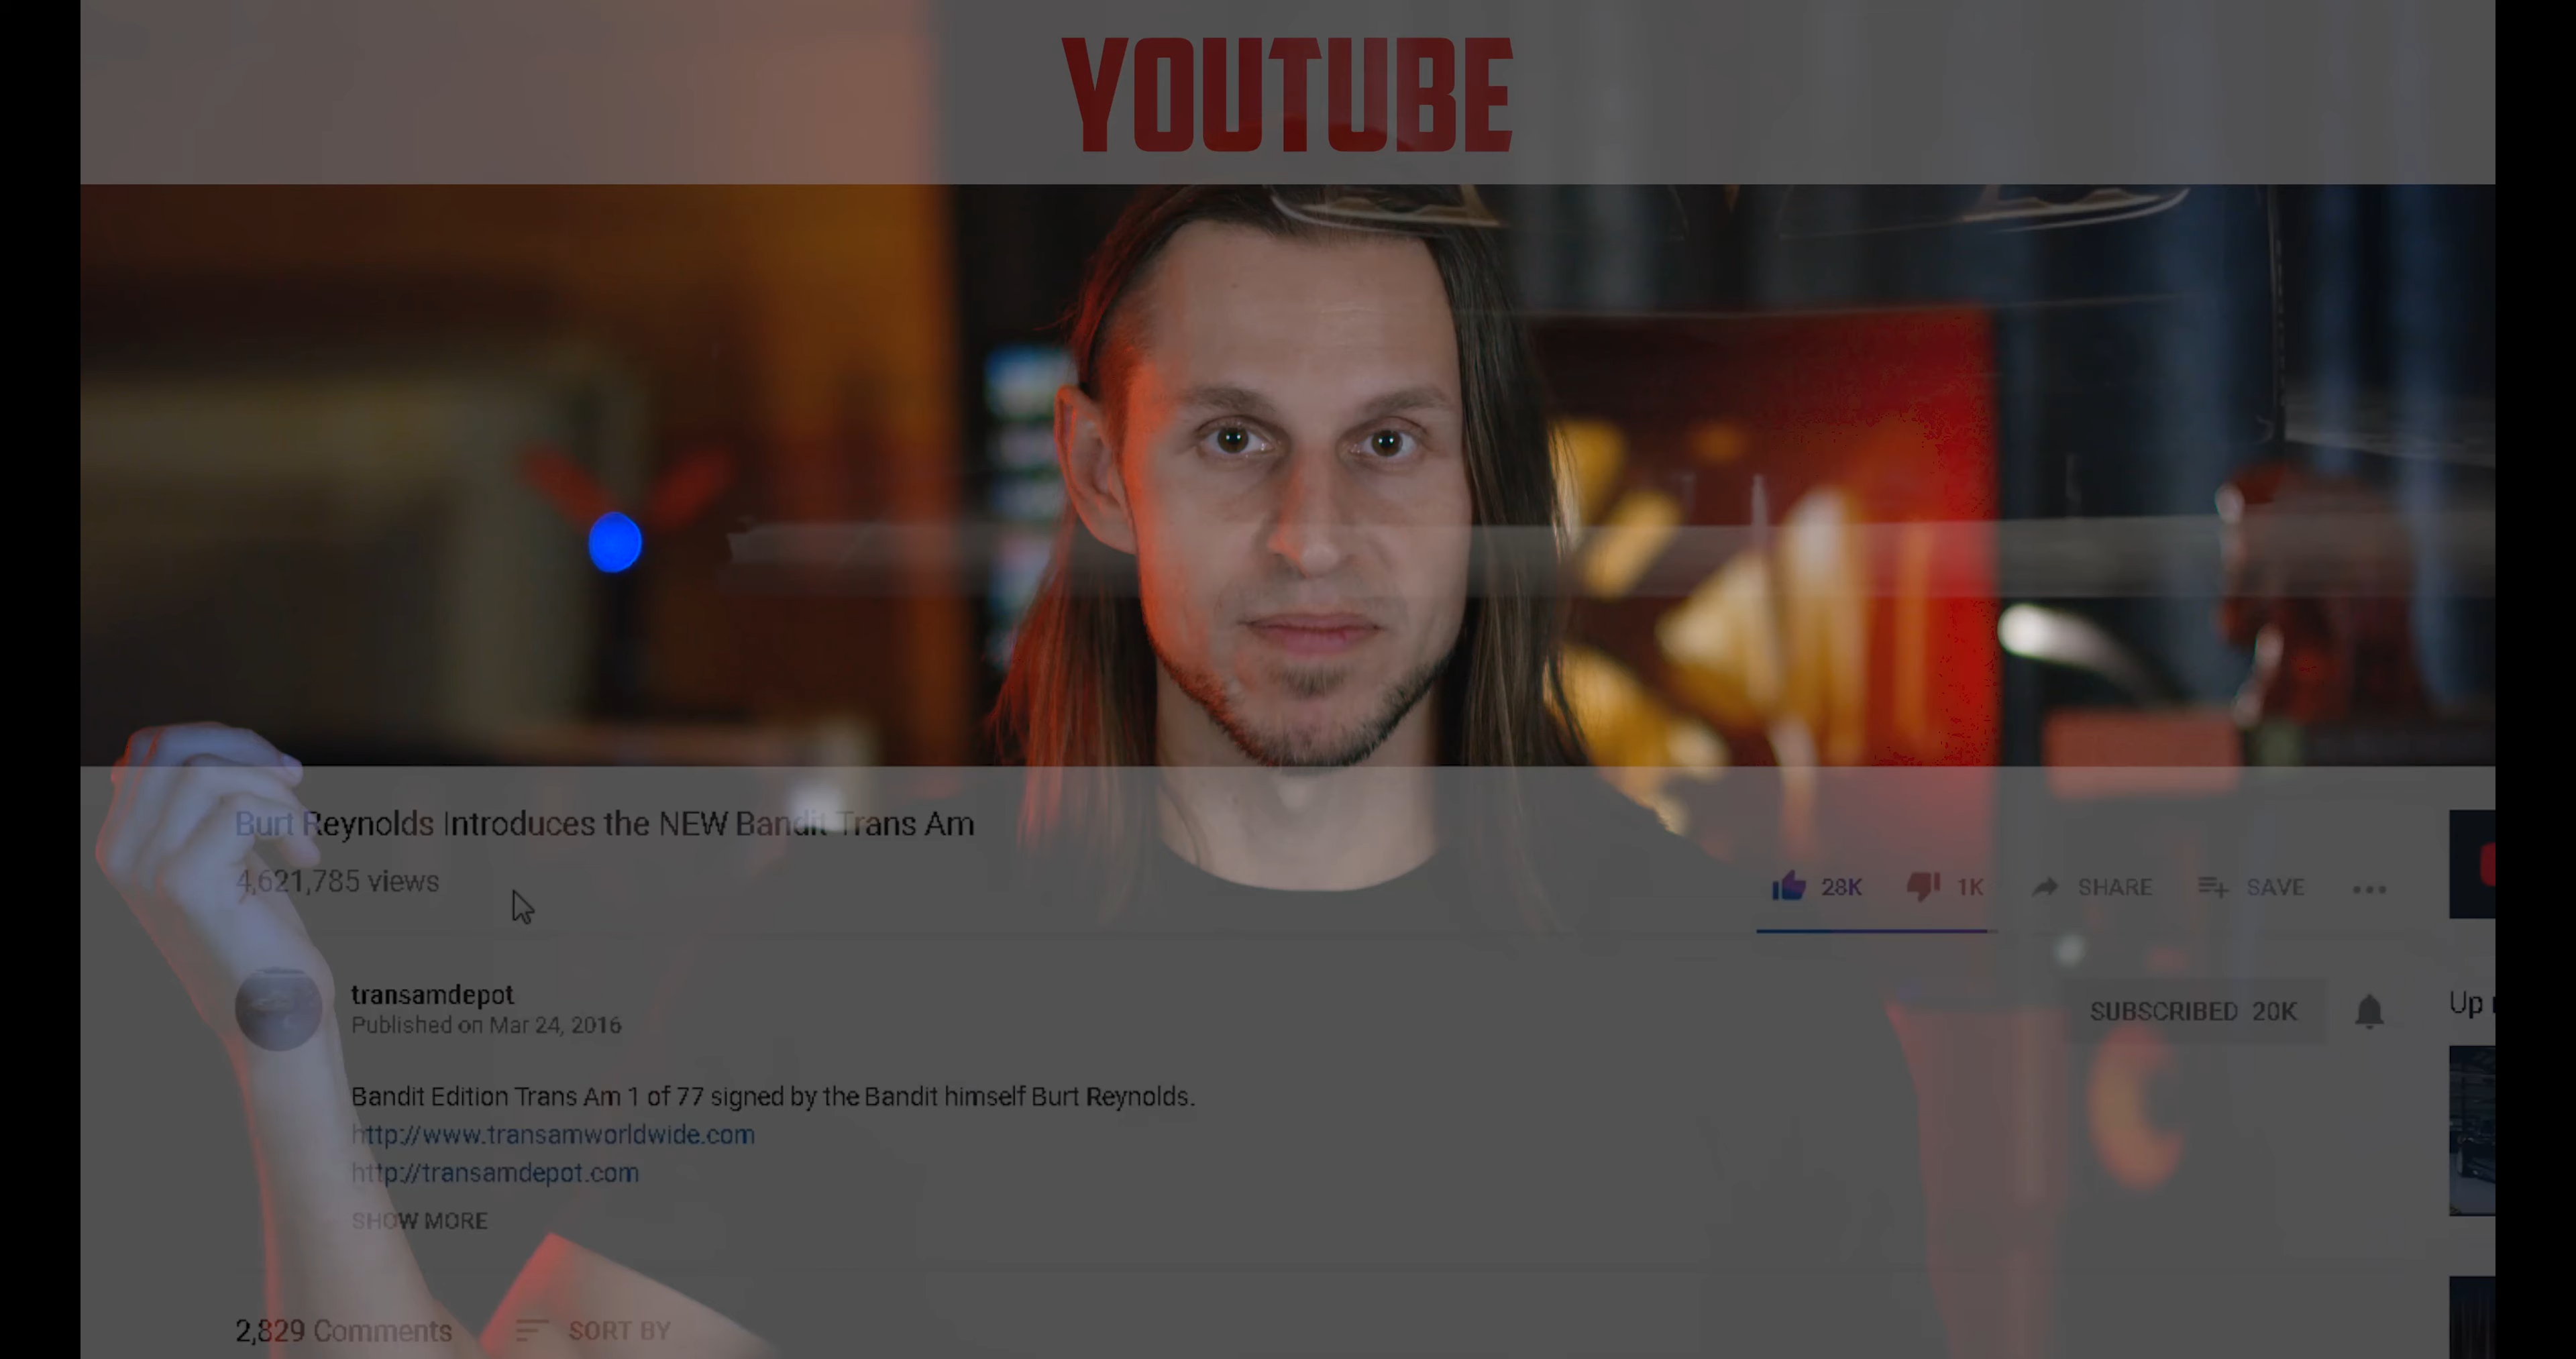 YOUTUBE
Burt Reynolds Introduces the NEW Bandit Trans Am
4,621,785 views
28K 1K SHARE SAVE
transamdepot
Published on Mar 24, 2016
SUBSCRIBED 20K
Up
Bandit Edition Trans Am 1 of 77 signed by the Bandit himself Burt Reynolds.
http://www.transamworldwide.com
http://transamdepot.com
SHOW MORE
2,829 Comments SORT BY